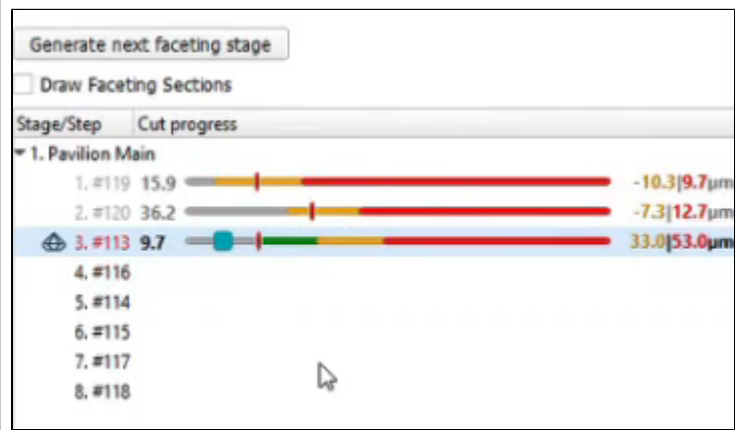 Generate next faceting stage
Draw Faceting Sections
Stage/Step Cut progress
1. Pavilion Main
1. #119 15.9 -10.3|9.7µm
2. #120 36.2 -7.3|12.7µm
3. #113 9.7 33.0|53.0µm
4. #116
5. #114
6. #115
7. #117
8. #118